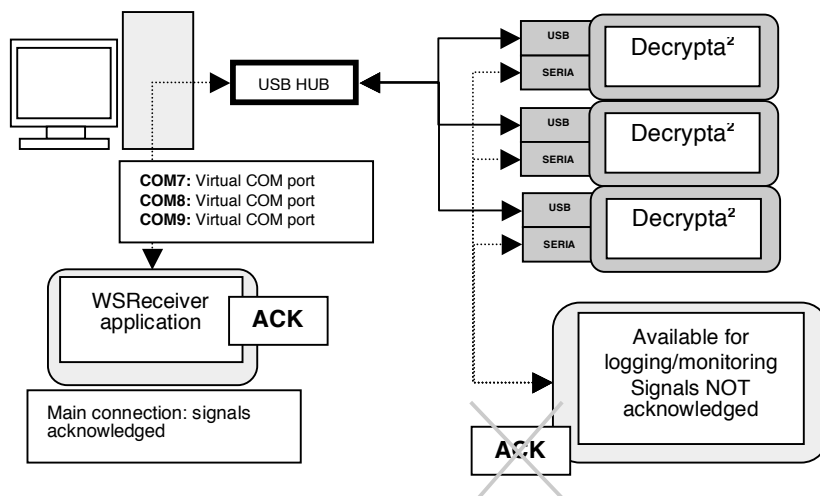 USB HUB
USB
SERIA
Decrypta²
USB
SERIA
Decrypta²
USB
SERIA
Decrypta²
COM7: Virtual COM port
COM8: Virtual COM port
COM9: Virtual COM port
WSReceiver
application
ACK
Main connection: signals
acknowledged
Available for
logging/monitoring
Signals NOT
acknowledged
ACK